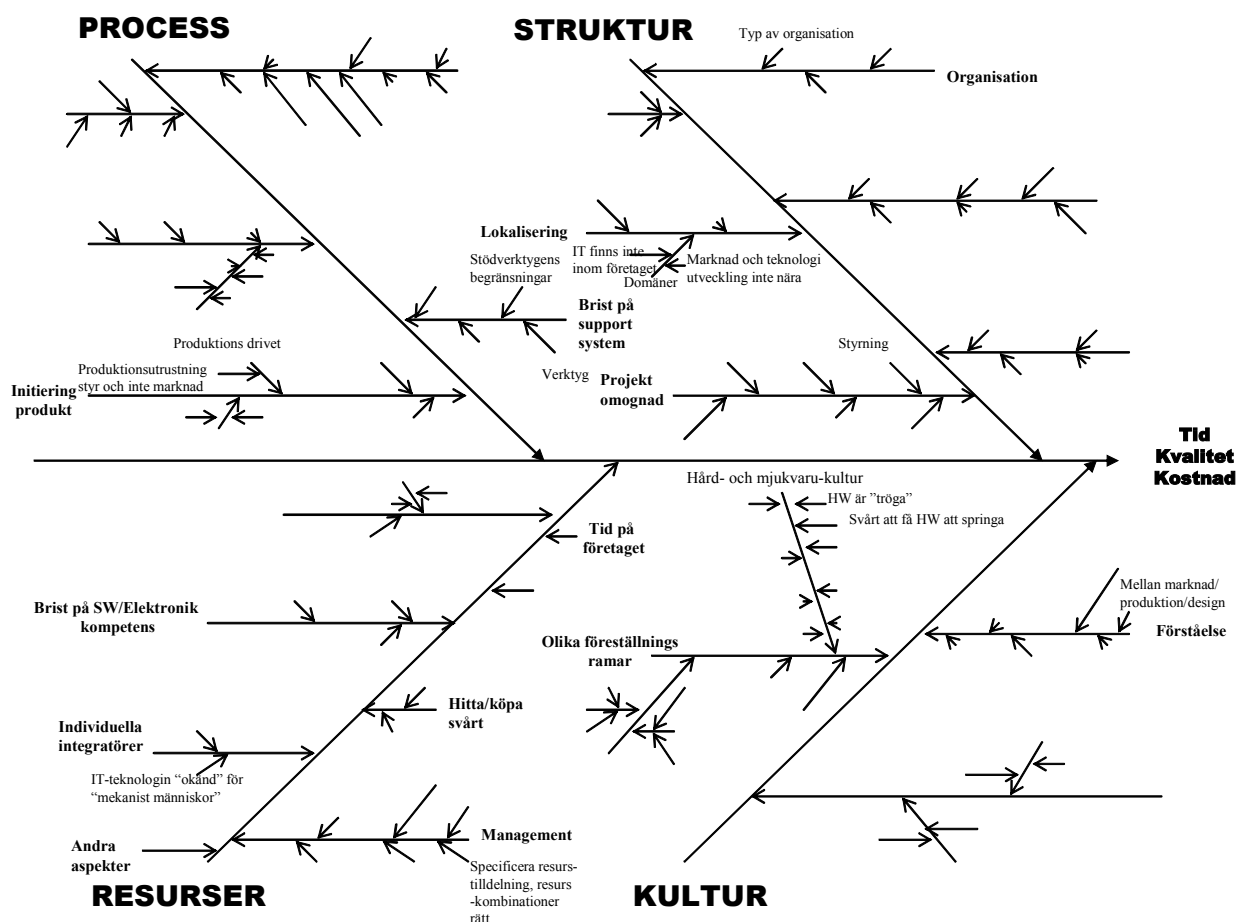 PROCESS
STRUKTUR
Typ av organisation
Organisation
Lokalisering
Stödverktygens
begränsningar
IT finns inte
inom företaget
Domäner
Marknad och teknologi
utveckling inte nära
Brist på
support
system
Verktyg
Produktions drivet
Produktionsutrustning
styr och inte marknad
Initiering
produkt
Styrning
Projekt
omognad
Tid
Kvalitet
Kostnad
Hård- och mjukvaru-kultur
HW är ”tröga”
Svårt att få HW att springa
Tid på
företaget
Brist på SW/Elektronik
kompetens
Mellan marknad/
produktion/design
Förståelse
Olika föreställnings
ramar
Hitta/köpa
svårt
Individuella
integratörer
IT-teknologin “okänd” för
“mekanist människor”
Andra
aspekter
Management
Specificera resurs-
tilldelning, resurs
-kombinationer
rätt
RESURSER
KULTUR